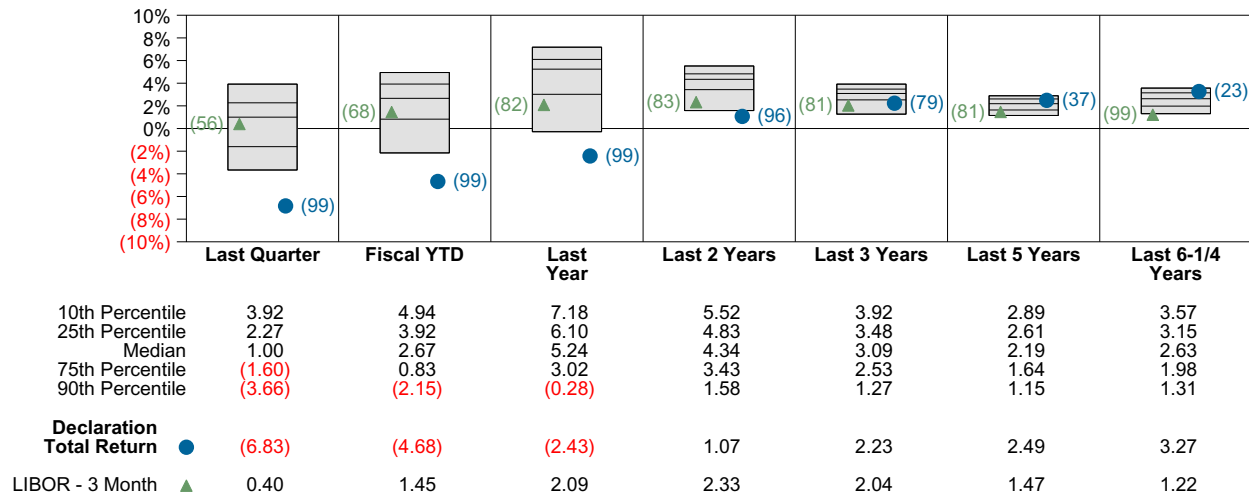 10%
8%
6%
4%
2%
0%
(2%)
(4%)
(6%)
(8%)
(10%)
(56) (99)
(68) (99)
(82) (99)
(83) (96)
(81) (79)
(81) (37)
(99) (23)
Last Quarter Fiscal YTD Last Year Last 2 Years Last 3 Years Last 5 Years Last 6-1/4 Years
10th Percentile 3.92 4.94 7.18 5.52 3.92 2.89 3.57
25th Percentile 2.27 3.92 6.10 4.83 3.48 2.61 3.15
Median 1.00 2.67 5.24 4.34 3.09 2.19 2.63
75th Percentile (1.60) 0.83 3.02 3.43 2.53 1.64 1.98
90th Percentile (3.66) (2.15) (0.28) 1.58 1.27 1.15 1.31
Declaration
Total Return (6.83) (4.68) (2.43) 1.07 2.23 2.49 3.27
LIBOR - 3 Month 0.40 1.45 2.09 2.33 2.04 1.47 1.22